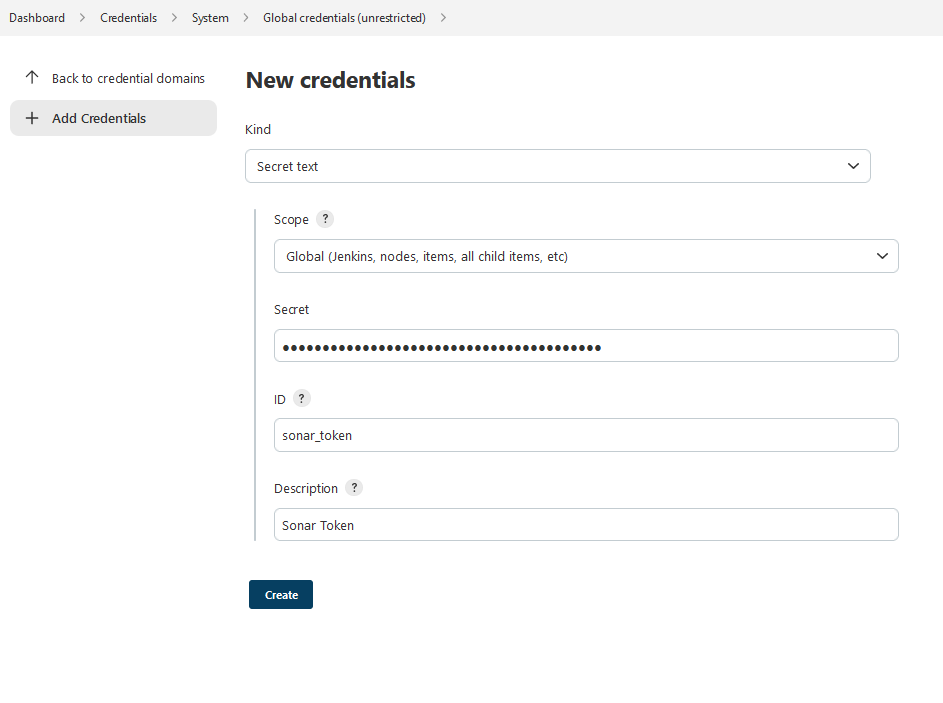 Dashboard > Credentials > System > Global credentials (unrestricted) >
Back to credential domains
Add Credentials
New credentials
Kind
Secret text
Scope ?
Global (Jenkins, nodes, items, all child items, etc)
Secret
••••••••••••••••••••••••••••••••••••••••
ID ?
sonar_token
Description ?
Sonar Token
Create